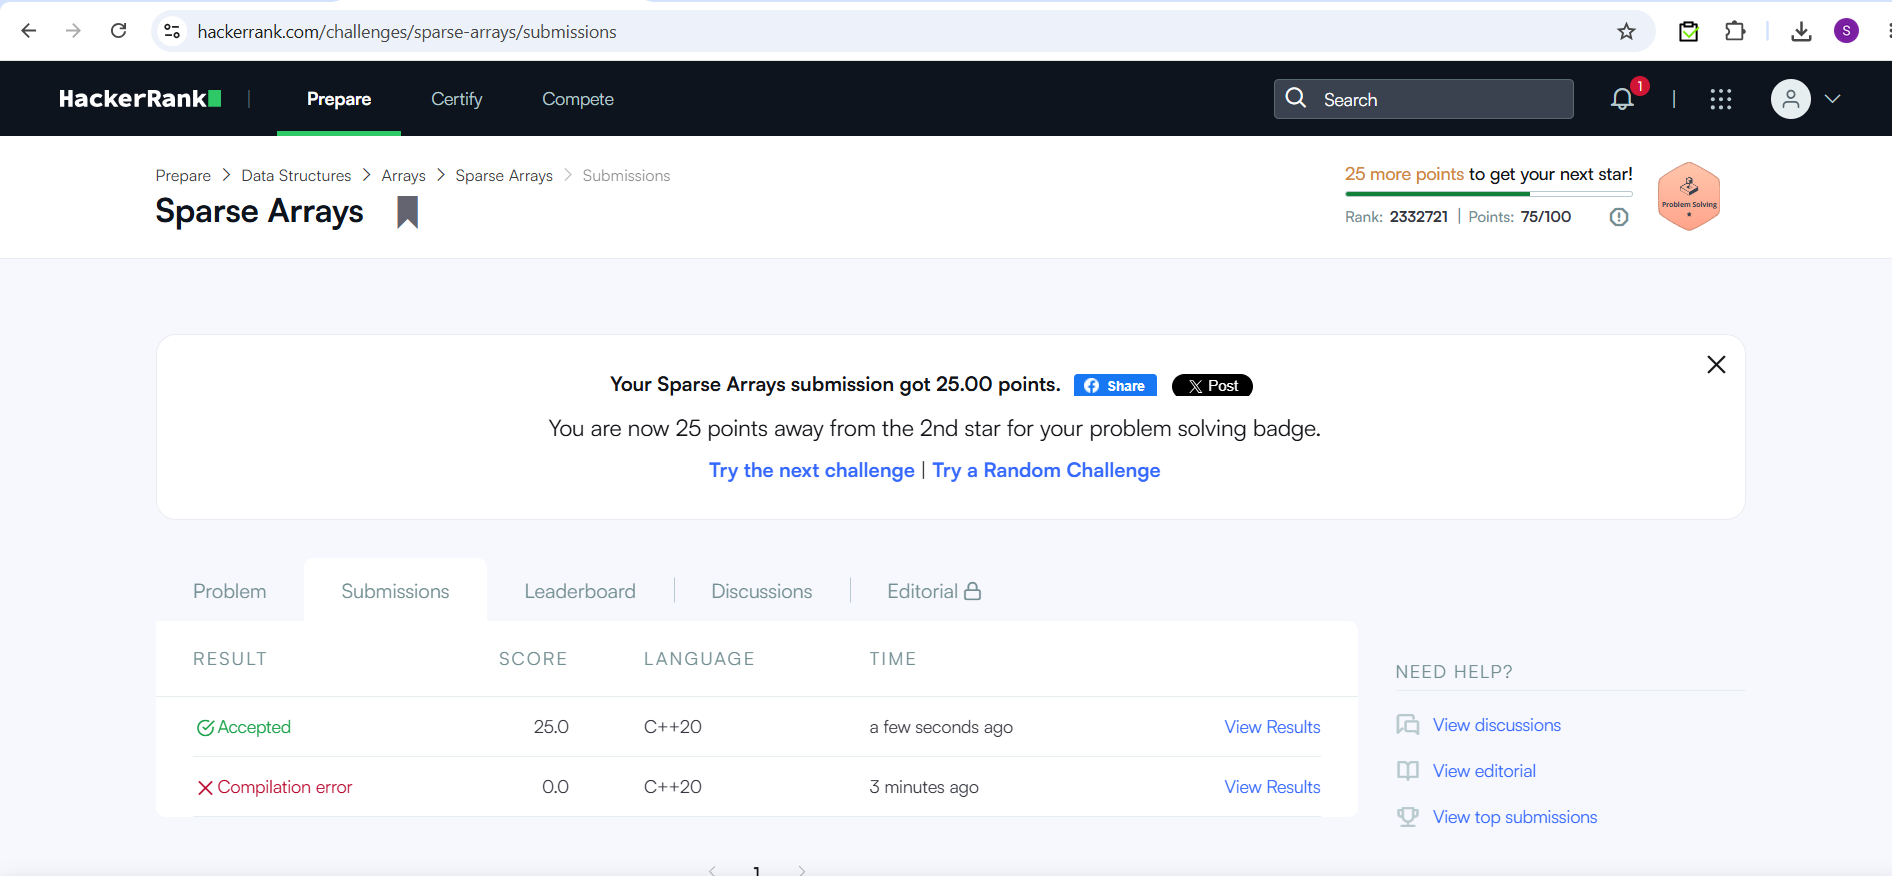 hackerrank.com/challenges/sparse-arrays/submissions
S
HackerRank
Prepare
Certify
Compete
Search
1
Prepare > Data Structures > Arrays > Sparse Arrays > Submissions
Sparse Arrays
25 more points to get your next star!
Rank: 2332721 | Points: 75/100
Problem Solving
Your Sparse Arrays submission got 25.00 points.
Share
X Post
You are now 25 points away from the 2nd star for your problem solving badge.
Try the next challenge | Try a Random Challenge
Problem
Submissions
Leaderboard
Discussions
Editorial
RESULT SCORE LANGUAGE TIME
Accepted 25.0 C++20 a few seconds ago View Results
Compilation error 0.0 C++20 3 minutes ago View Results
1
NEED HELP?
View discussions
View editorial
View top submissions